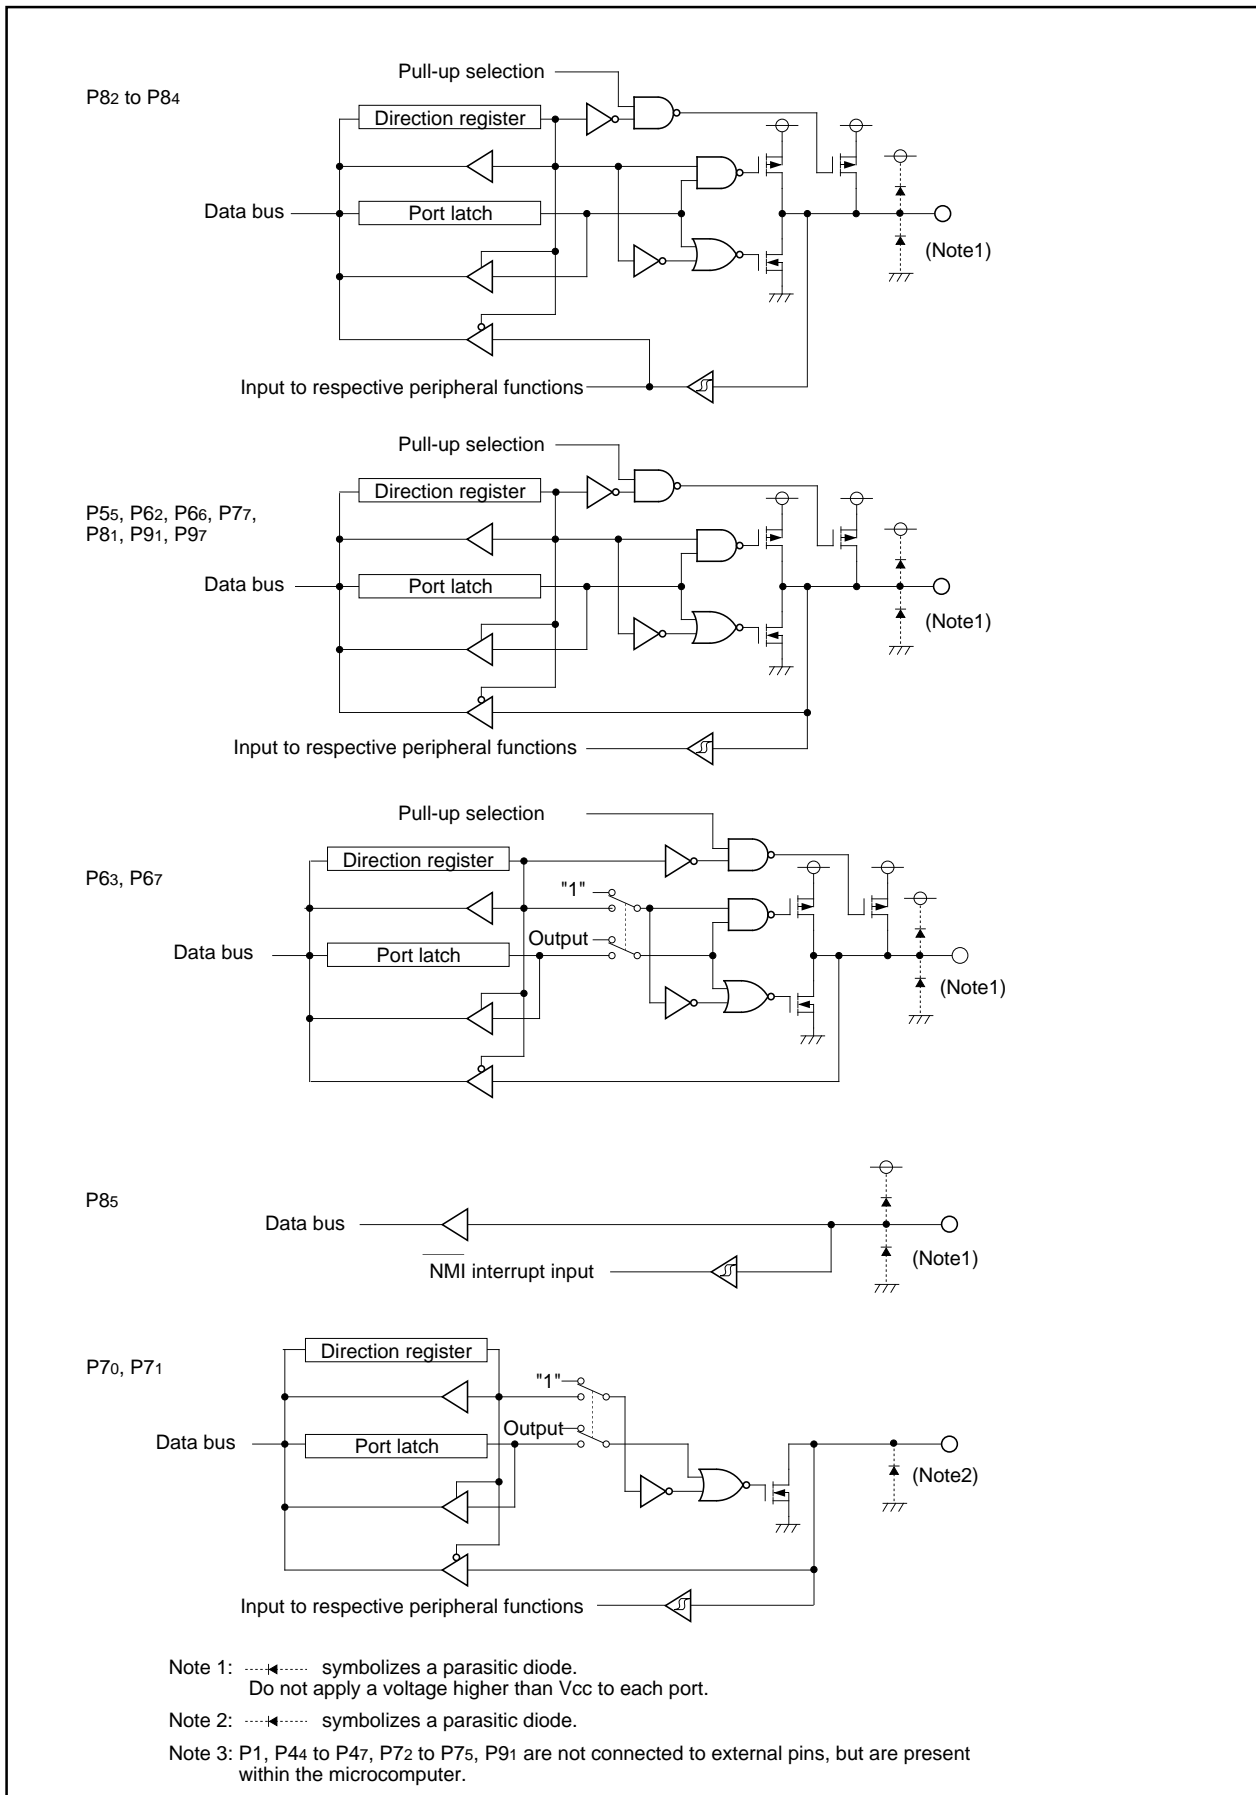 Pull-up selection
P82 to P84
Direction register
Data bus
Port latch
(Note1)
Input to respective peripheral functions
Pull-up selection
Direction register
P55, P62, P66, P77,
P81, P91, P97
Data bus
Port latch
(Note1)
Input to respective peripheral functions
Pull-up selection
Direction register
P63, P67
"1"
Output
Data bus
Port latch
(Note1)
P85
Data bus
(Note1)
NMI interrupt input
Direction register
P70, P71
"1"
Output
Data bus
Port latch
(Note2)
Input to respective peripheral functions
Note 1: symbolizes a parasitic diode.
Do not apply a voltage higher than Vcc to each port.
Note 2: symbolizes a parasitic diode.
Note 3: P1, P44 to P47, P72 to P75, P91 are not connected to external pins, but are present
within the microcomputer.